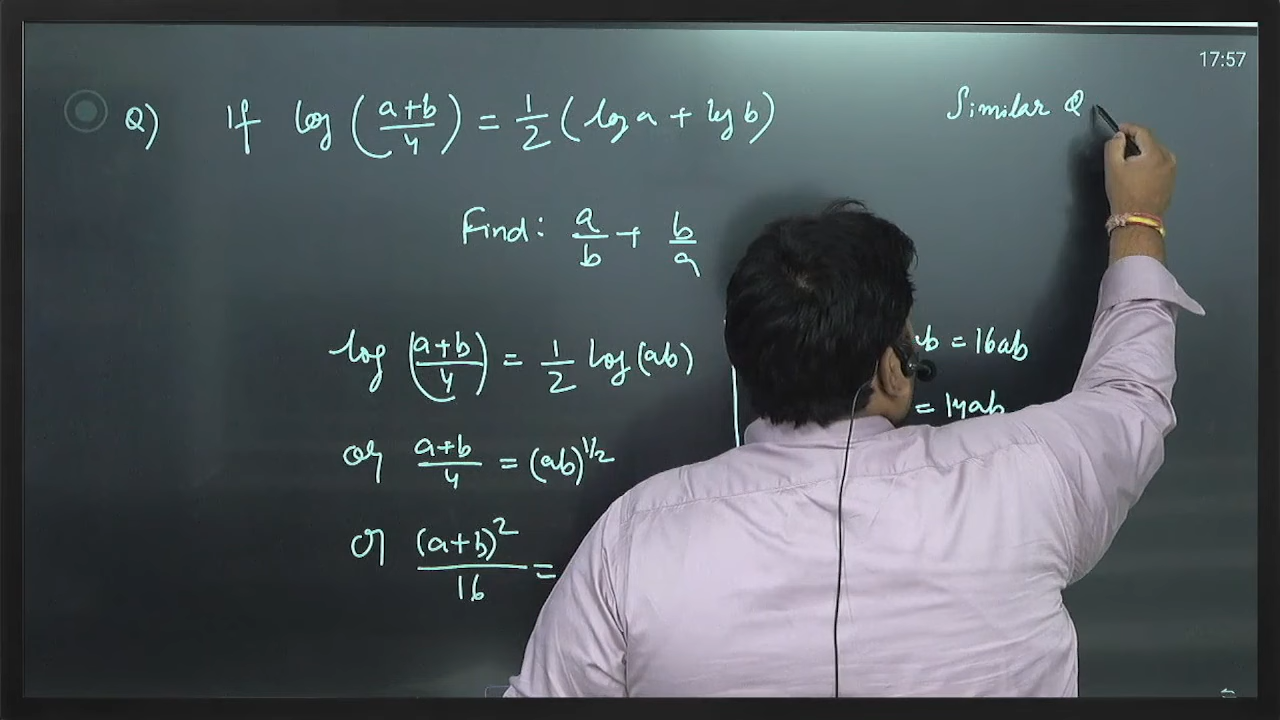 17:57
Q) If log (a+b/4) = 1/2 (log a + log b)
Similar Q
Find: a/b + b/a
log (a+b/4) = 1/2 log (ab)
or a+b/4 = (ab)^1/2
or (a+b)^2/16 =
ab = 16ab
= 14ab